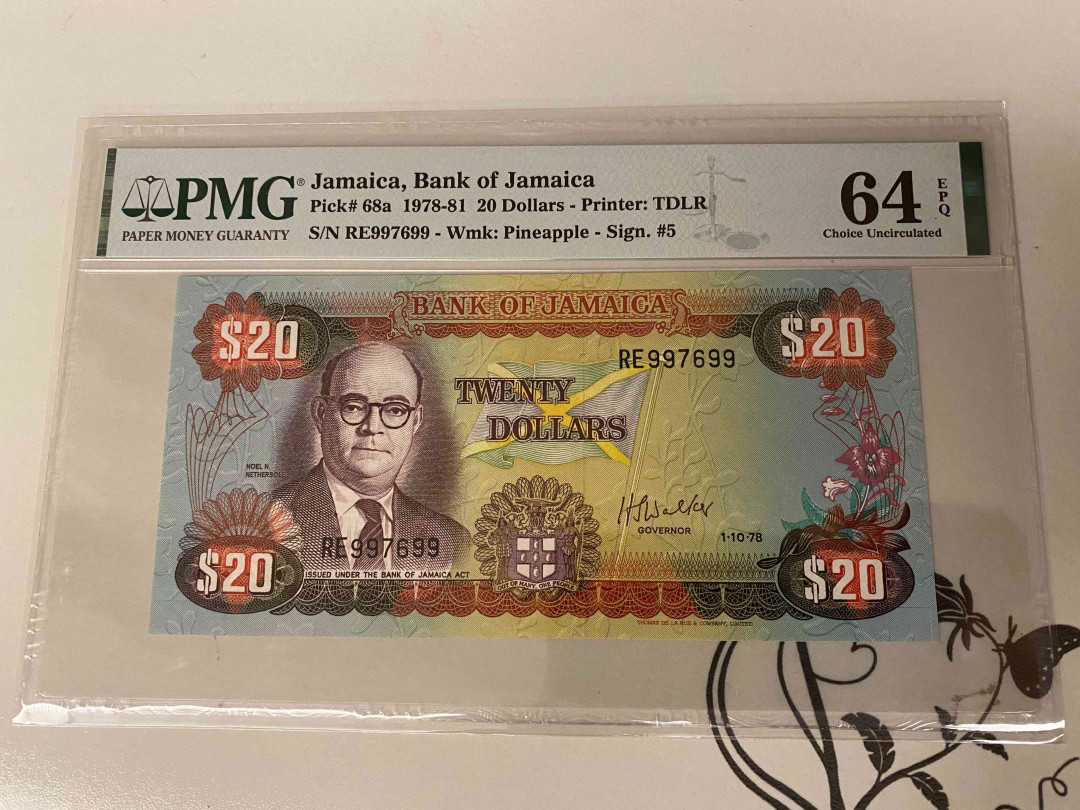 PMG®
PAPER MONEY GUARANTY
Jamaica, Bank of Jamaica
Pick# 68a 1978-81 20 Dollars - Printer: TDLR
S/N RE997699 - Wmk: Pineapple - Sign. #5
64 EPQ
Choice Uncirculated
BANK OF JAMAICA
$20
$20
RE997699
TWENTY
DOLLARS
NOEL N.
NETHERSOLE
HSWalker
GOVERNOR
1-10-78
RE997699
$20
$20
ISSUED UNDER THE BANK OF JAMAICA ACT
OUT OF MANY, ONE PEOPLE
THOMAS DE LA RUE & COMPANY, LIMITED